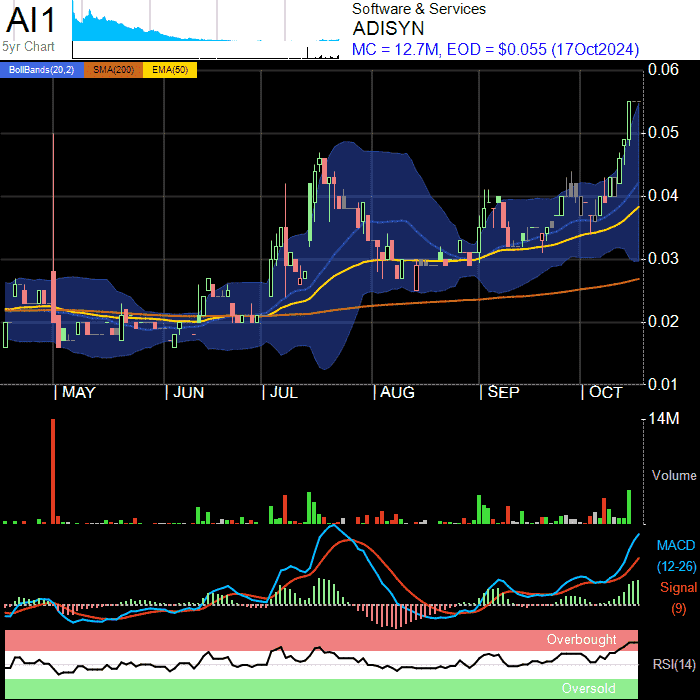 AI1
5yr Chart
Software & Services
ADISYN
MC = 12.7M, EOD = $0.055 (17Oct2024)
BollBands(20,2) SMA(200) EMA(50)
0.06
0.05
0.04
0.03
0.02
0.01
MAY JUN JUL AUG SEP OCT
14M
Volume
MACD
(12-26)
Signal
(9)
Overbought
RSI(14)
Oversold